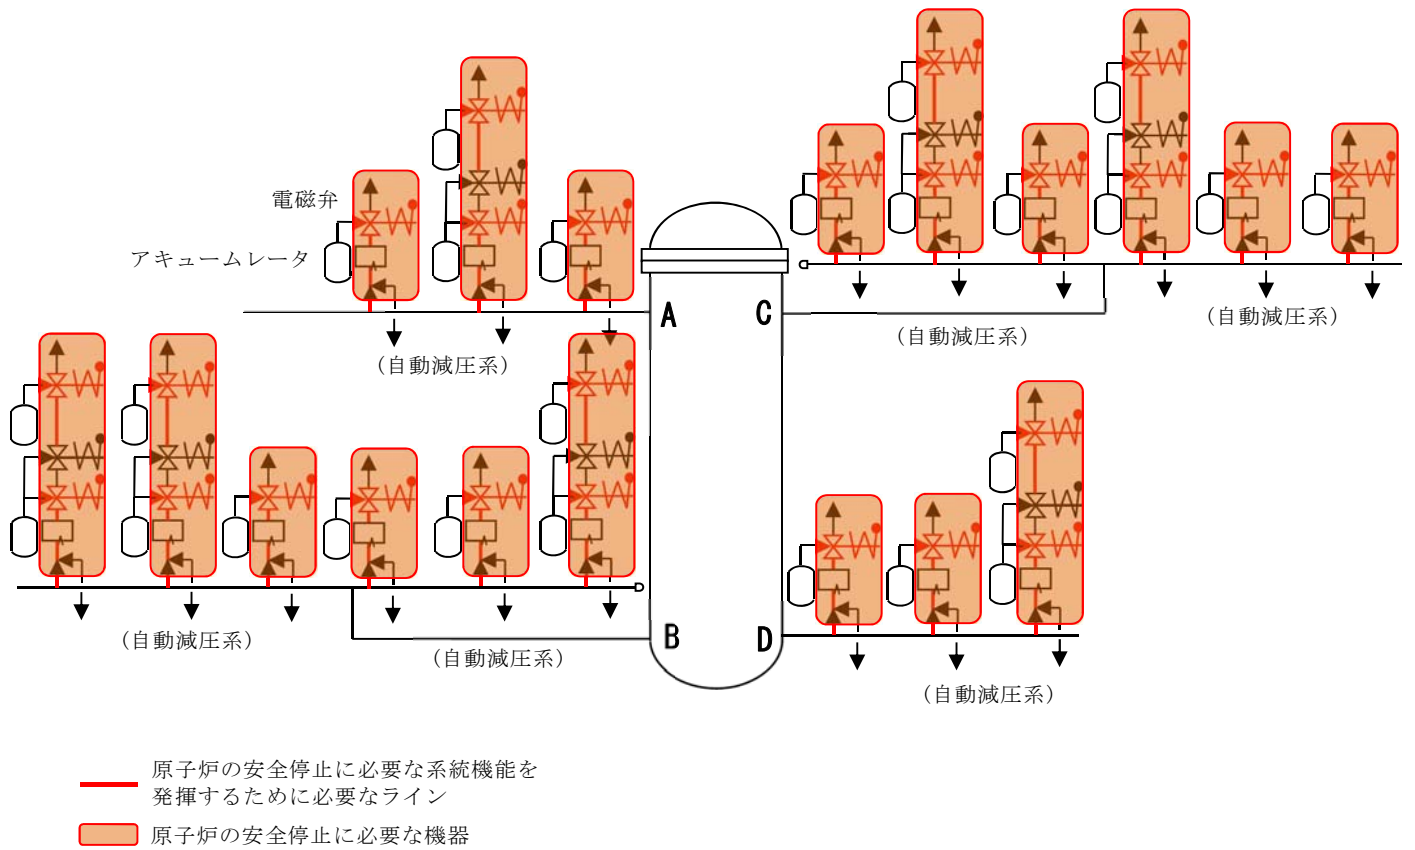 電磁弁
アキュームレータ
A
C
(自動減圧系)
(自動減圧系)
(自動減圧系)
B
D
(自動減圧系)
(自動減圧系)
(自動減圧系)
原子炉の安全停止に必要な系統機能を
発揮するために必要なライン
原子炉の安全停止に必要な機器